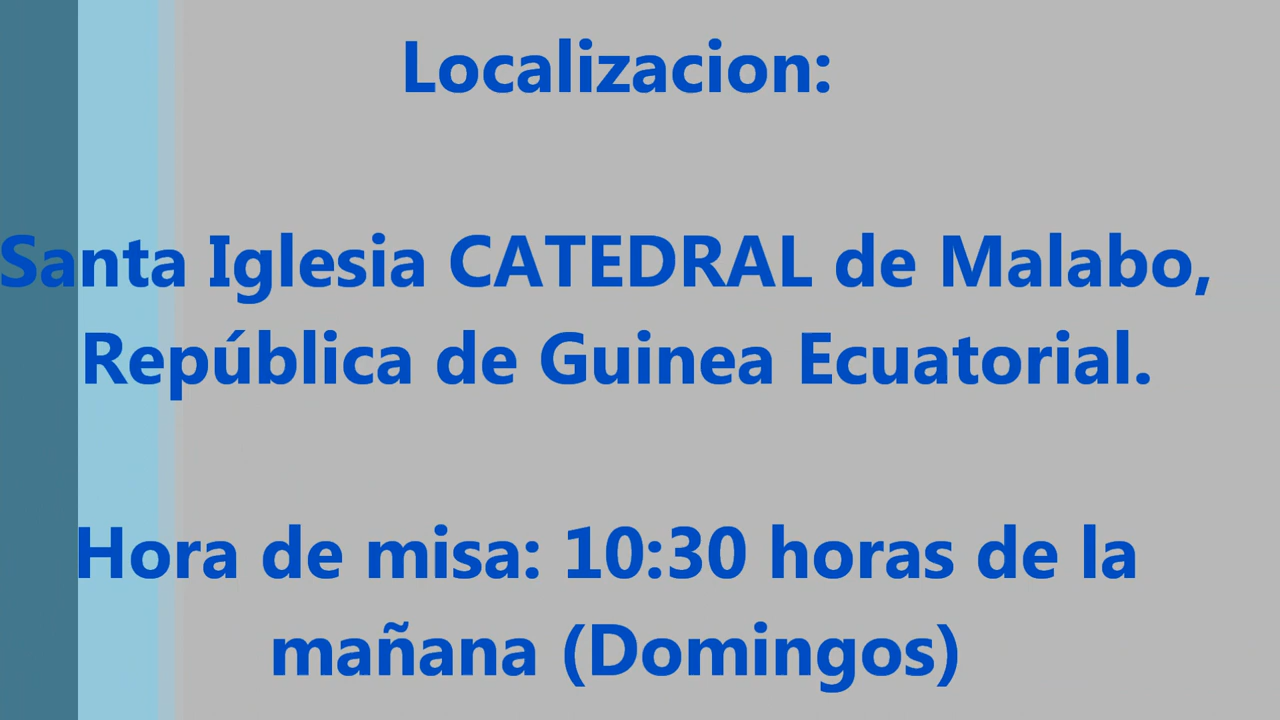 Localizacion:
Santa Iglesia CATEDRAL de Malabo,
República de Guinea Ecuatorial.
Hora de misa: 10:30 horas de la
mañana (Domingos)